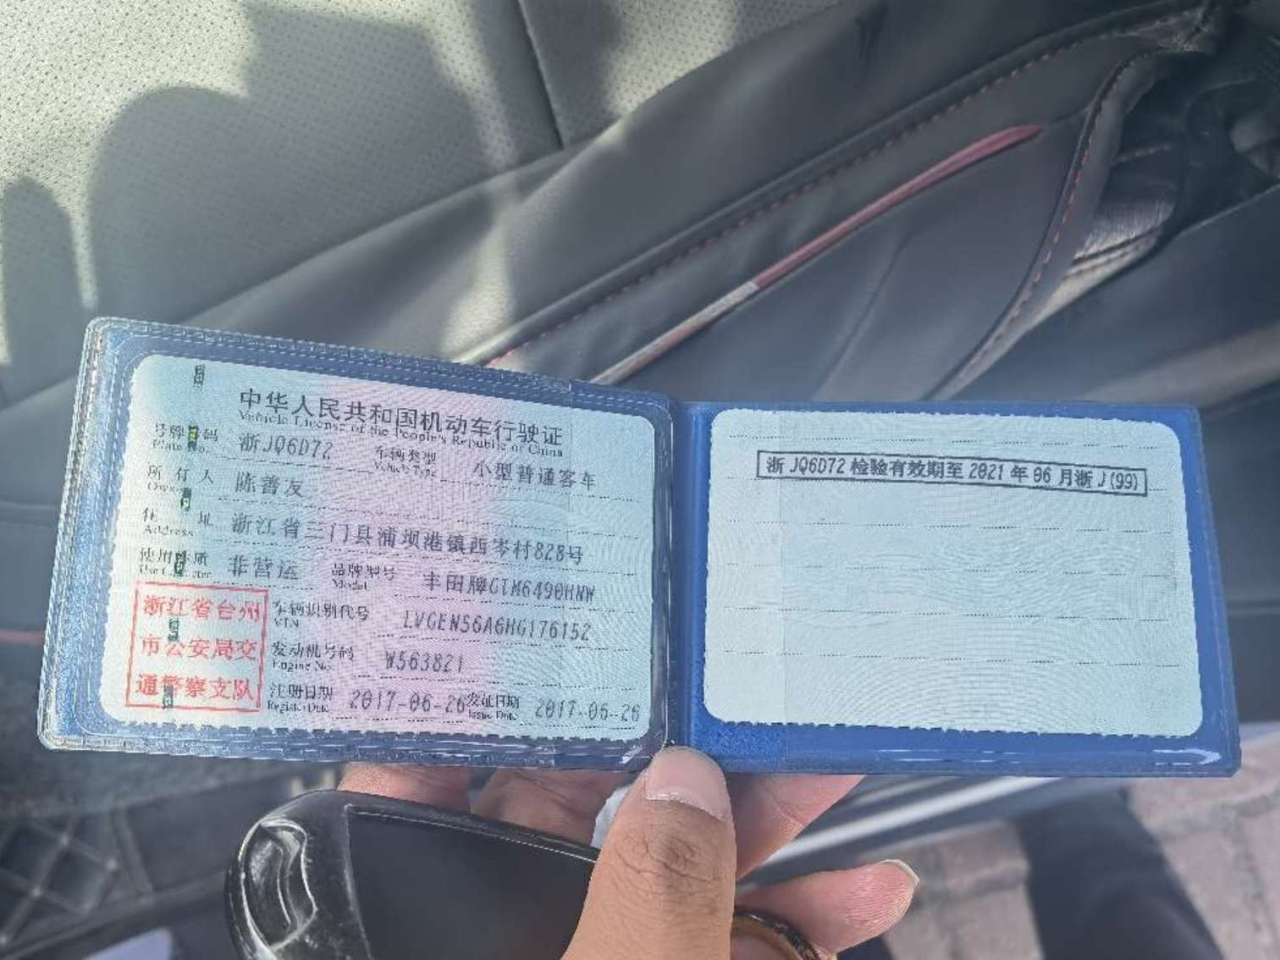 中华人民共和国机动车行驶证
Vehicle License of the People's Republic of China
号牌号码 浙JQ6D72 车辆类型 小型普通客车
Plate No. Vehicle Type
所有人 陈普友
Owner
住址 浙江省三门县浦坝港镇西岑村828号
Address
使用性质 非营运 品牌型号 丰田牌GTM6490HNW
Use Character Model
浙江省台州
市公安局交
通警察支队
车辆识别代号 LVGEN56A6HG176152
VIN
发动机号码 W563821
Engine No.
注册日期 2017-06-26 发证日期 2017-06-26
Register Date Issue Date
浙JQ6D72检验有效期至2021年06月浙J(99)